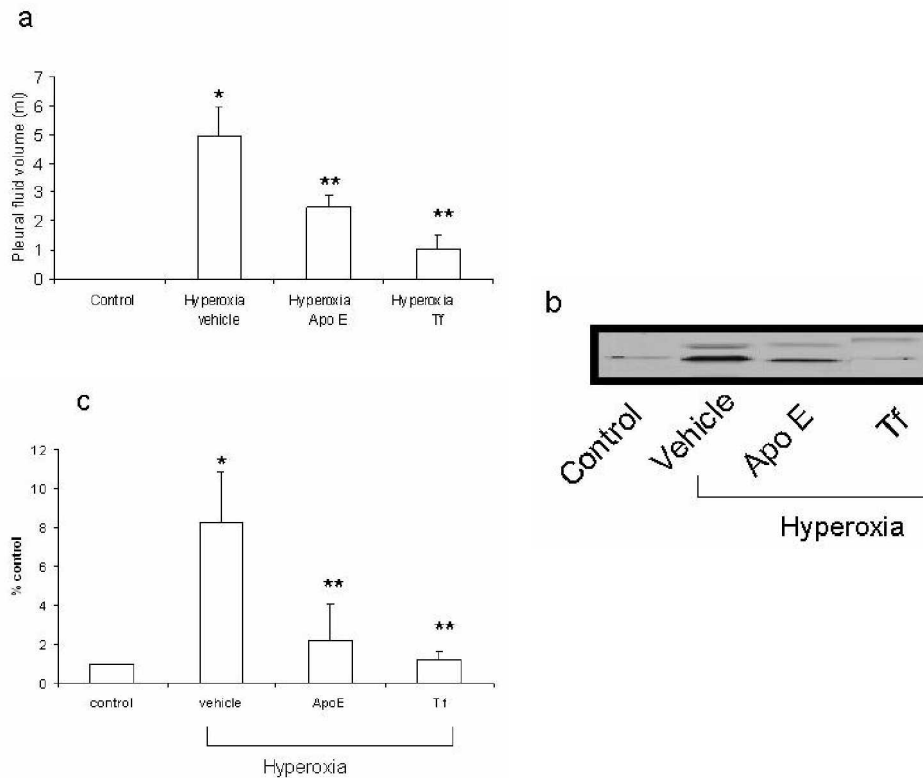 a
Pleural fluid volume (ml)
7
6
5
4
3
2
1
0
*
**
**
Control
Hyperoxia vehicle
Hyperoxia Apo E
Hyperoxia Tf
b
Control
Vehicle
Apo E
Tf
Hyperoxia
c
% control
12
10
8
6
4
2
0
*
**
**
control
vehicle
ApoE
Tf
Hyperoxia